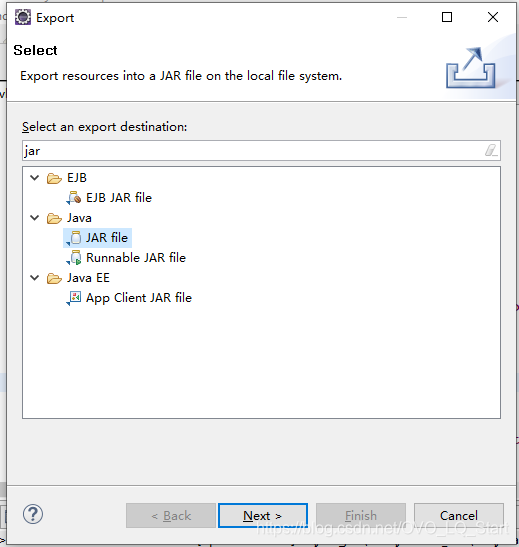 Export
Select
Export resources into a JAR file on the local file system.
Select an export destination:
jar
EJB
EJB JAR file
Java
JAR file
Runnable JAR file
Java EE
App Client JAR file
< Back
Next >
Finish
Cancel
https://blog.csdn.net/OVO_LQ_Start